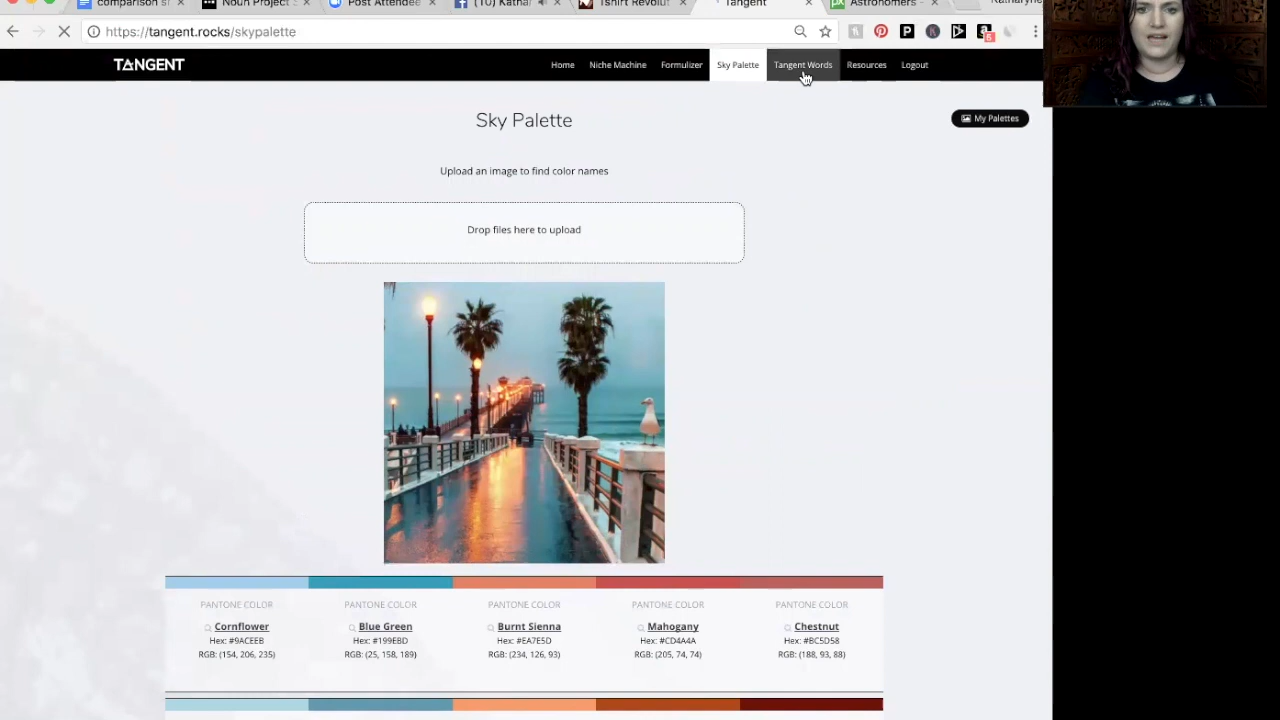 comparison s
Noun Project
Post Attendee
(10) Katha
Tshirt Revolut
Tangent
Astronomers -
https://tangent.rocks/skypalette
6
TANGENT
Home
Niche Machine
Formulizer
Sky Palette
Tangent Words
Resources
Logout
Sky Palette
My Palettes
Upload an image to find color names
Drop files here to upload
PANTONE COLOR
Cornflower
Hex: #9ACEEB
RGB: (154, 206, 235)
PANTONE COLOR
Blue Green
Hex: #199EBD
RGB: (25, 158, 189)
PANTONE COLOR
Burnt Sienna
Hex: #EA7E5D
RGB: (234, 126, 93)
PANTONE COLOR
Mahogany
Hex: #CD4A4A
RGB: (205, 74, 74)
PANTONE COLOR
Chestnut
Hex: #BC5D58
RGB: (188, 93, 88)